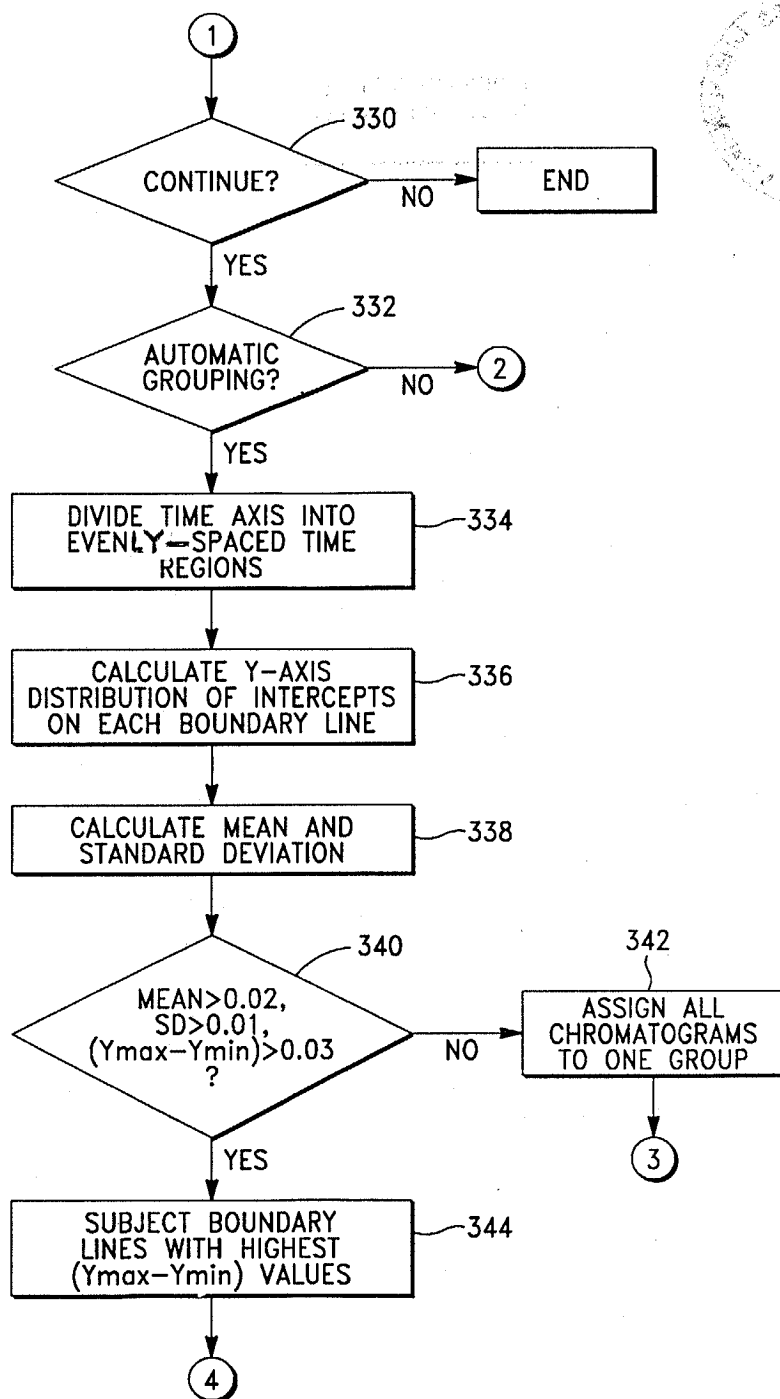 1
330
CONTINUE?
NO
END
YES
332
AUTOMATIC
GROUPING?
NO
2
YES
DIVIDE TIME AXIS INTO
EVENLY-SPACED TIME
REGIONS
334
CALCULATE Y-AXIS
DISTRIBUTION OF INTERCEPTS
ON EACH BOUNDARY LINE
336
CALCULATE MEAN AND
STANDARD DEVIATION
338
340
MEAN>0.02,
SD>0.01,
(Ymax-Ymin)>0.03
?
NO
342
ASSIGN ALL
CHROMATOGRAMS
TO ONE GROUP
3
YES
SUBJECT BOUNDARY
LINES WITH HIGHEST
(Ymax-Ymin) VALUES
344
4